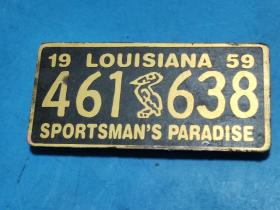 19 LOUISIANA 59
461 638
SPORTSMAN'S PARADISE